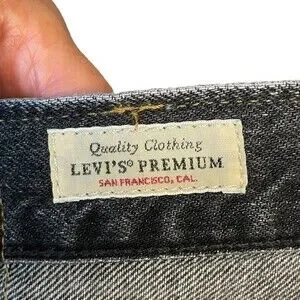 Quality Clothing
LEVI'S® PREMIUM
SAN FRANCISCO, CAL.